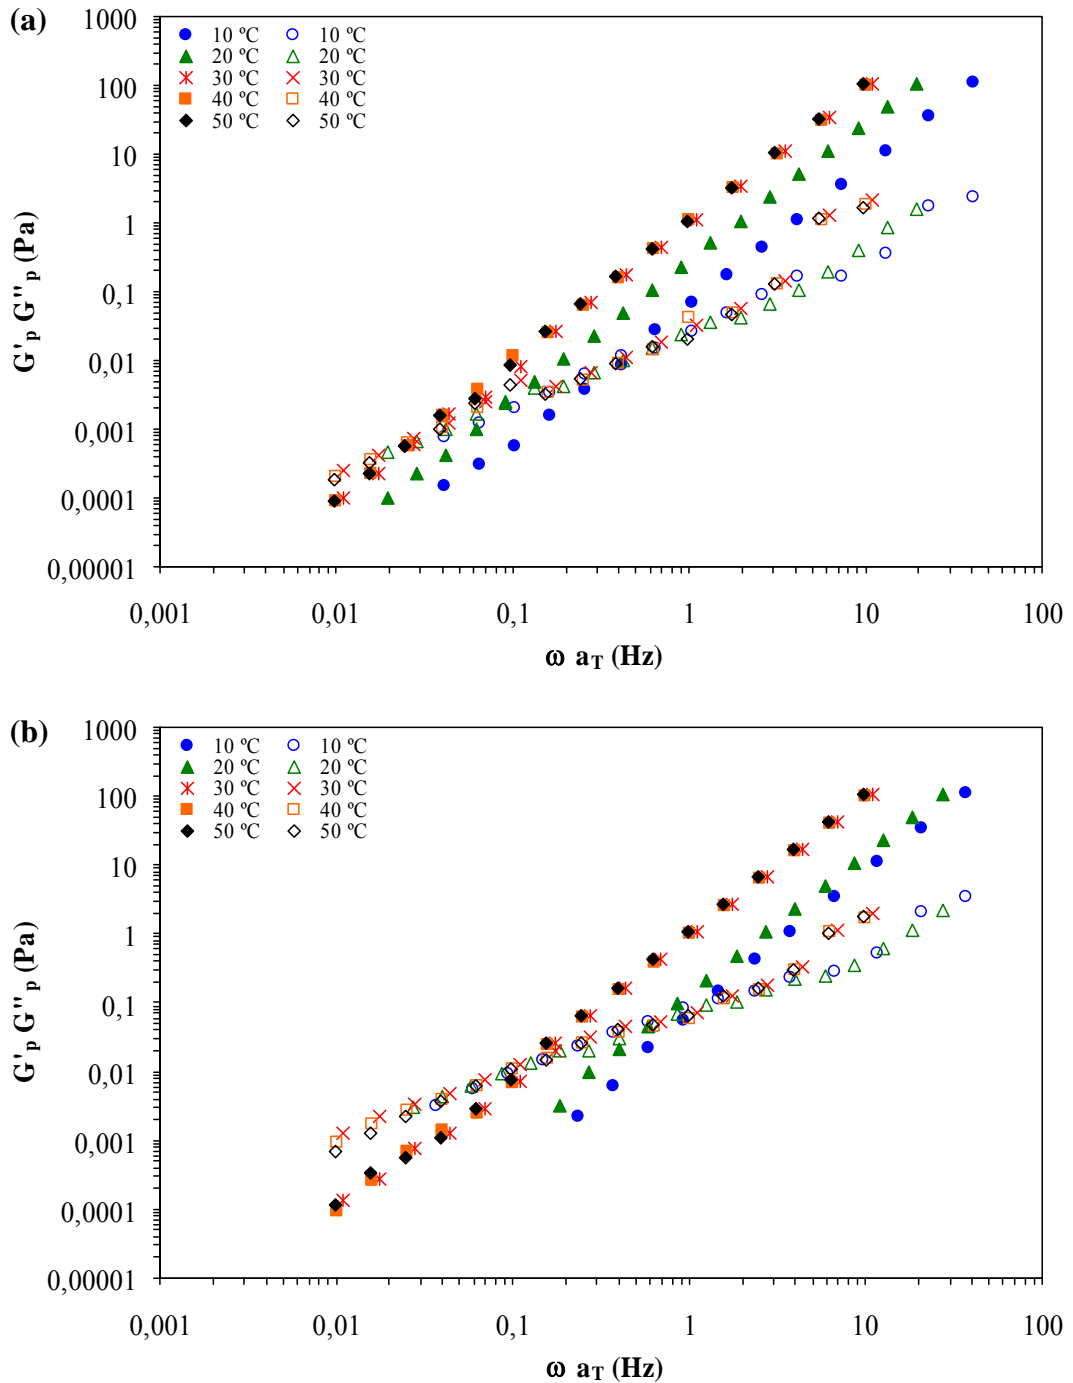 (a)
1000
100
10
1
0,1
0,01
0,001
0,0001
0,00001
G'p G''p (Pa)
10 ºC 10 ºC
20 ºC 20 ºC
30 ºC 30 ºC
40 ºC 40 ºC
50 ºC 50 ºC
0,001 0,01 0,1 1 10 100
ω aT (Hz)
(b)
1000
100
10
1
0,1
0,01
0,001
0,0001
0,00001
G'p G''p (Pa)
10 ºC 10 ºC
20 ºC 20 ºC
30 ºC 30 ºC
40 ºC 40 ºC
50 ºC 50 ºC
0,001 0,01 0,1 1 10 100
ω aT (Hz)